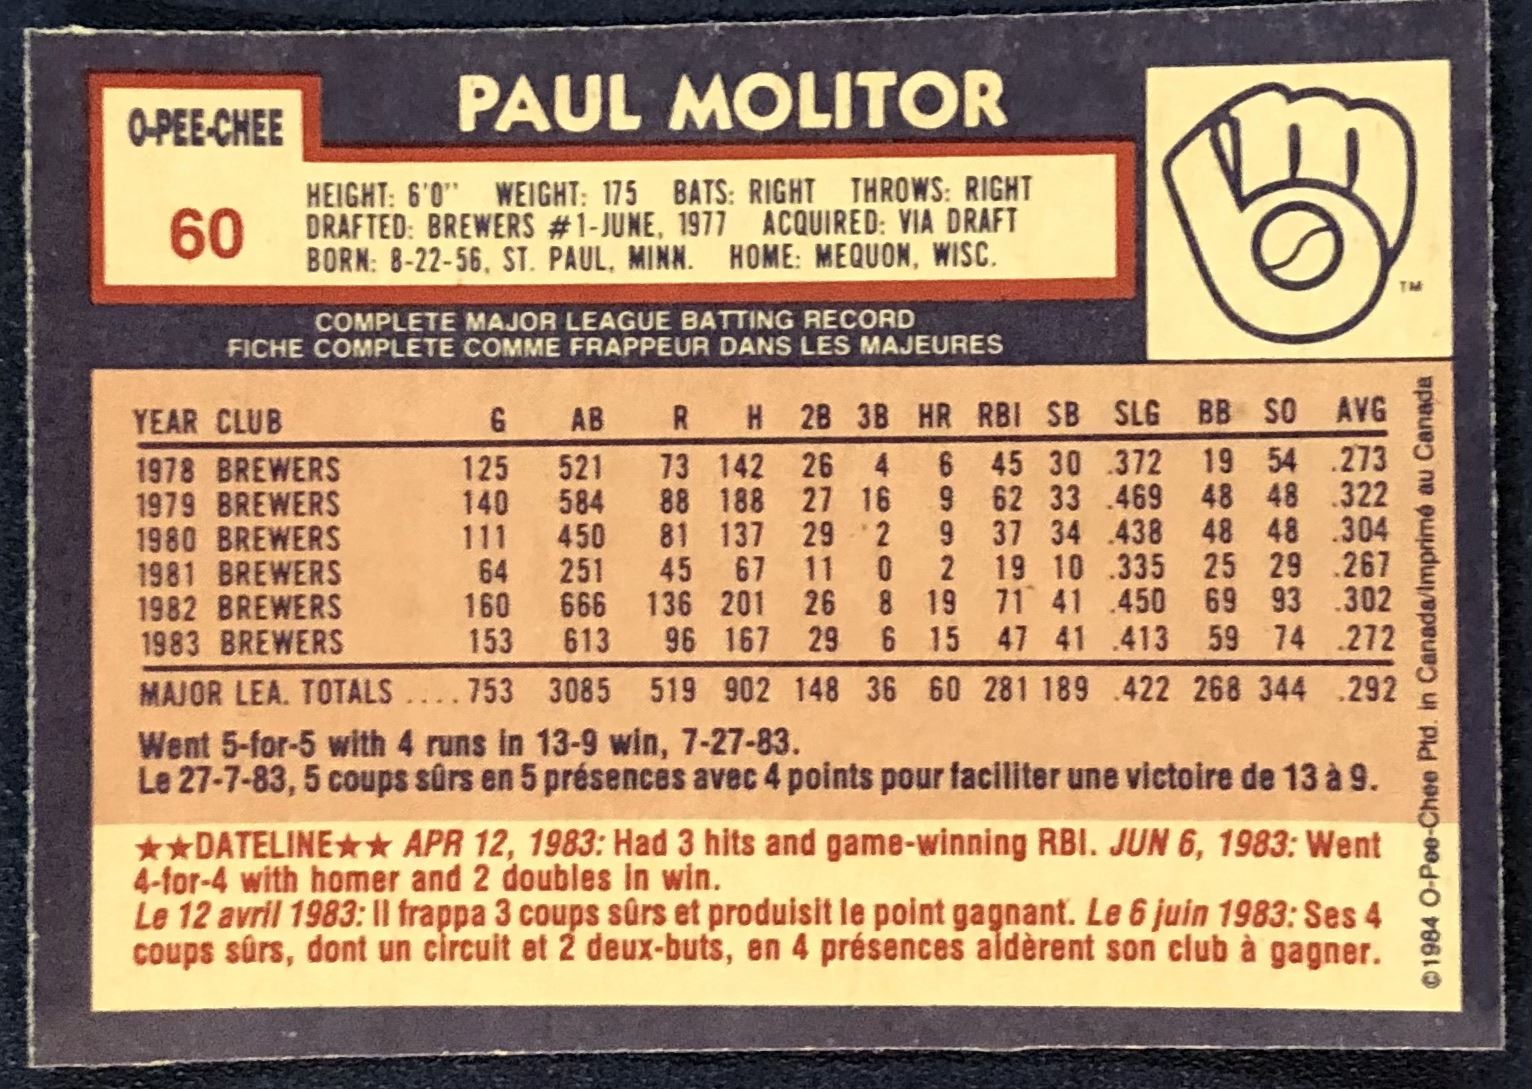 O-PEE-CHEE
60
PAUL MOLITOR
HEIGHT: 6'0" WEIGHT: 175 BATS: RIGHT THROWS: RIGHT
DRAFTED: BREWERS #1-JUNE, 1977 ACQUIRED: VIA DRAFT
BORN: 8-22-56, ST. PAUL, MINN. HOME: MEQUON, WISC.
TM
COMPLETE MAJOR LEAGUE BATTING RECORD
FICHE COMPLETE COMME FRAPPEUR DANS LES MAJEURES
YEAR CLUB G AB R H 2B 3B HR RBI SB SLG BB SO AVG
1978 BREWERS 125 521 73 142 26 4 6 45 30 .372 19 54 .273
1979 BREWERS 140 584 88 188 27 16 9 62 33 .469 48 48 .322
1980 BREWERS 111 450 81 137 29 2 9 37 34 .438 48 48 .304
1981 BREWERS 64 251 45 67 11 0 2 19 10 .335 25 29 .267
1982 BREWERS 160 666 136 201 26 8 19 71 41 .450 69 93 .302
1983 BREWERS 153 613 96 167 29 6 15 47 41 .413 59 74 .272
MAJOR LEA. TOTALS .... 753 3085 519 902 148 36 60 281 189 .422 268 344 .292
Went 5-for-5 with 4 runs in 13-9 win, 7-27-83.
Le 27-7-83, 5 coups sûrs en 5 présences avec 4 points pour faciliter une victoire de 13 à 9.
★★DATELINE★★ APR 12, 1983: Had 3 hits and game-winning RBI. JUN 6, 1983: Went
4-for-4 with homer and 2 doubles in win.
Le 12 avril 1983: Il frappa 3 coups sûrs et produisit le point gagnant. Le 6 juin 1983: Ses 4
coups sûrs, dont un circuit et 2 deux-buts, en 4 présences aidèrent son club à gagner.
©1984 O-Pee-Chee Ptd. in Canada/Imprimé au Canada